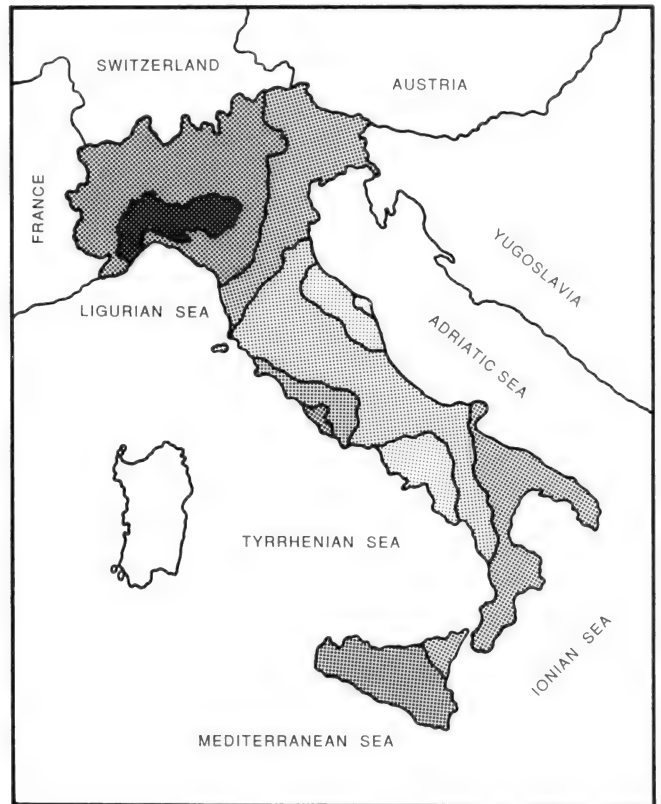 SWITZERLAND
AUSTRIA
FRANCE
YUGOSLAVIA
LIGURIAN SEA
ADRIATIC SEA
TYRRHENIAN SEA
IONIAN SEA
MEDITERRANEAN SEA